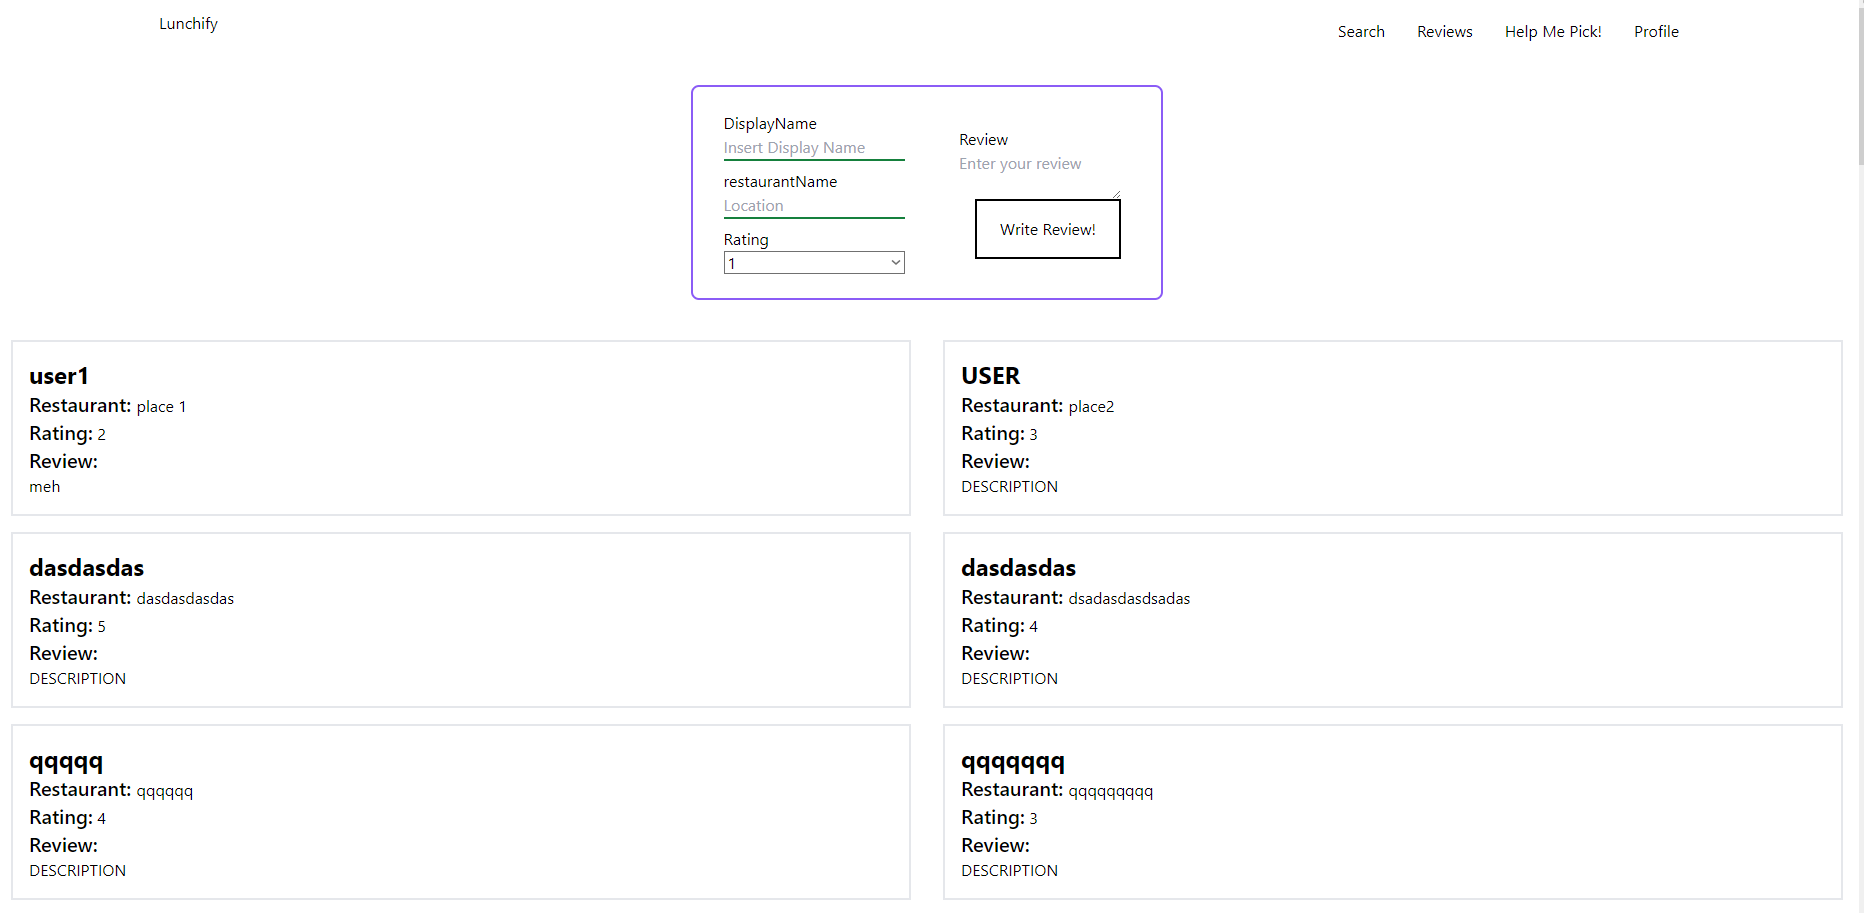 Lunchify
Search Reviews Help Me Pick! Profile
DisplayName
Insert Display Name
restaurantName
Location
Rating
1
Review
Enter your review
Write Review!
user1
Restaurant: place 1
Rating: 2
Review:
meh
USER
Restaurant: place2
Rating: 3
Review:
DESCRIPTION
dasdasdas
Restaurant: dasdasdasdas
Rating: 5
Review:
DESCRIPTION
dasdasdas
Restaurant: dsadasdasdsadas
Rating: 4
Review:
DESCRIPTION
qqqqq
Restaurant: qqqqqq
Rating: 4
Review:
DESCRIPTION
qqqqqqq
Restaurant: qqqqqqqqq
Rating: 3
Review:
DESCRIPTION